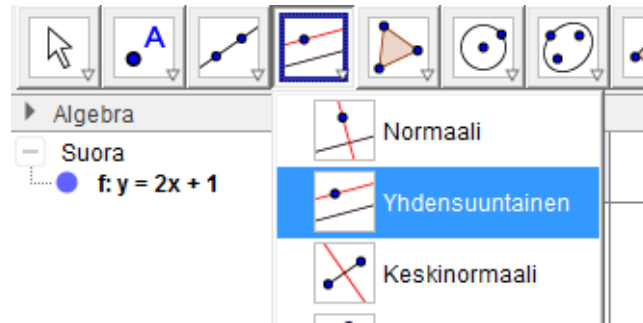 A
Algebra
Suora
f: y = 2x + 1
Normaali
Yhdensuuntainen
Keskinormaali